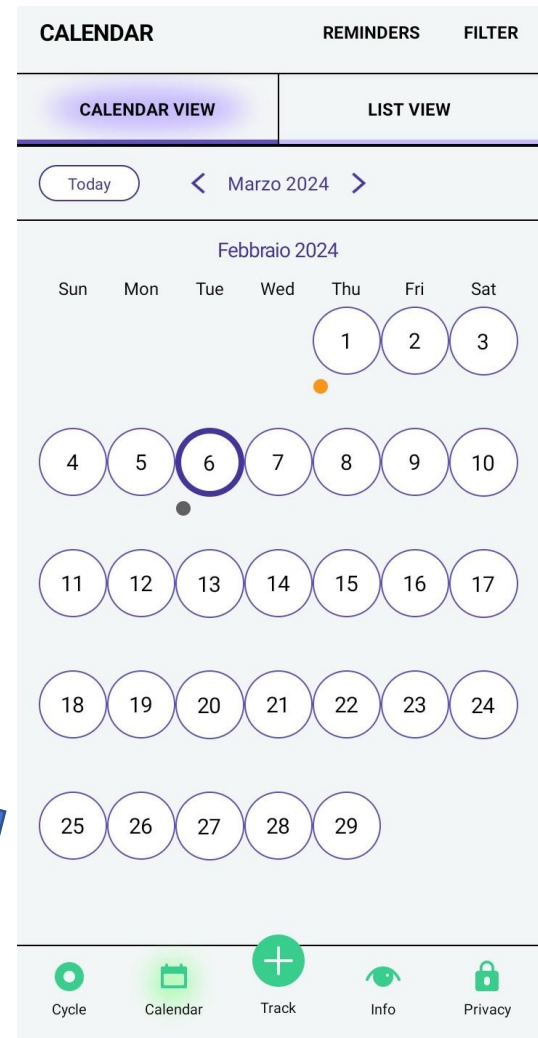 CALENDAR REMINDERS FILTER
CALENDAR VIEW LIST VIEW
Today Marzo 2024
Febbraio 2024
Sun Mon Tue Wed Thu Fri Sat
1 2 3
4 5 6 7 8 9 10
11 12 13 14 15 16 17
18 19 20 21 22 23 24
25 26 27 28 29
Cycle Calendar Track Info Privacy